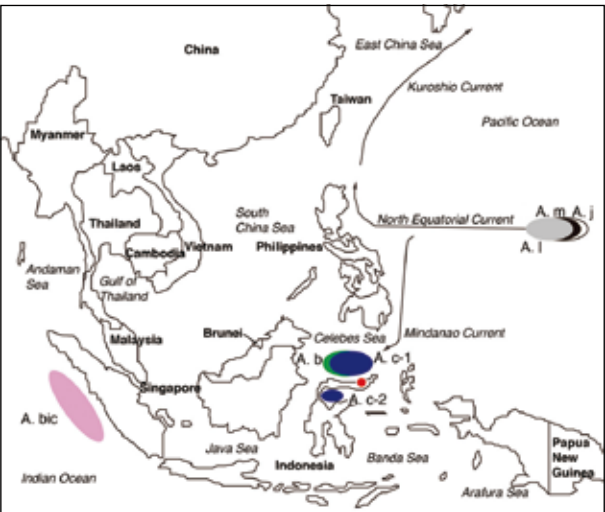 East China Sea
China
Kuroshio Current
Taiwan
Pacific Ocean
Myanmer
Laos
A. m A. j
South
China Sea
North Equatorial Current
Thailand
Vietnam
Philippines
Cambodja
A. l
Andaman
Sea
Gulf of
Thailand
Brunei
Celebes Sea
Mindanao Current
Malaysia
A. b
A. c-1
Singapore
A. c-2
A. bic
Java Sea
Banda Sea
Papua
New
Guinea
Indonesia
Indian Ocean
Arafura Sea